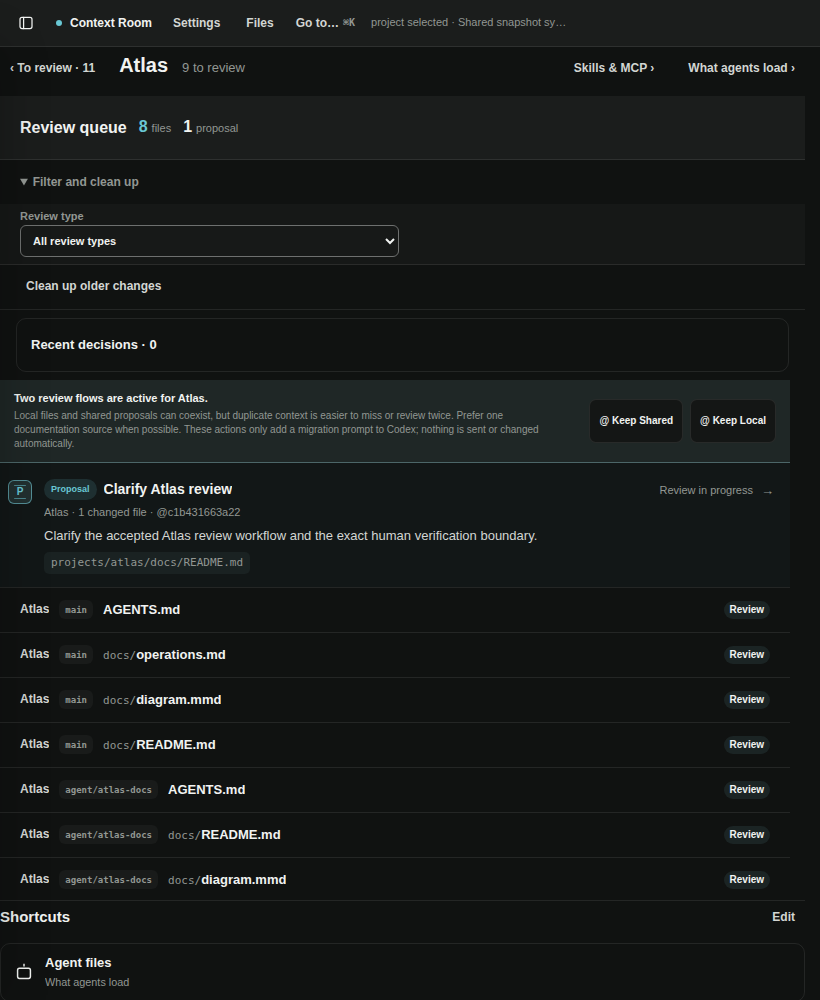 Context Room Settings Files Go to… ⌘K project selected · Shared snapshot sy…
‹ To review · 11 Atlas 9 to review Skills & MCP › What agents load ›
Review queue 8 files 1 proposal
▼ Filter and clean up
Review type
All review types
Clean up older changes
Recent decisions · 0
Two review flows are active for Atlas.
Local files and shared proposals can coexist, but duplicate context is easier to miss or review twice. Prefer one
documentation source when possible. These actions only add a migration prompt to Codex; nothing is sent or changed
automatically.
@ Keep Shared @ Keep Local
P Proposal Clarify Atlas review Review in progress →
Atlas · 1 changed file · @c1b431663a22
Clarify the accepted Atlas review workflow and the exact human verification boundary.
projects/atlas/docs/README.md
Atlas main AGENTS.md Review
Atlas main docs/operations.md Review
Atlas main docs/diagram.mmd Review
Atlas main docs/README.md Review
Atlas agent/atlas-docs AGENTS.md Review
Atlas agent/atlas-docs docs/README.md Review
Atlas agent/atlas-docs docs/diagram.mmd Review
Shortcuts Edit
Agent files
What agents load